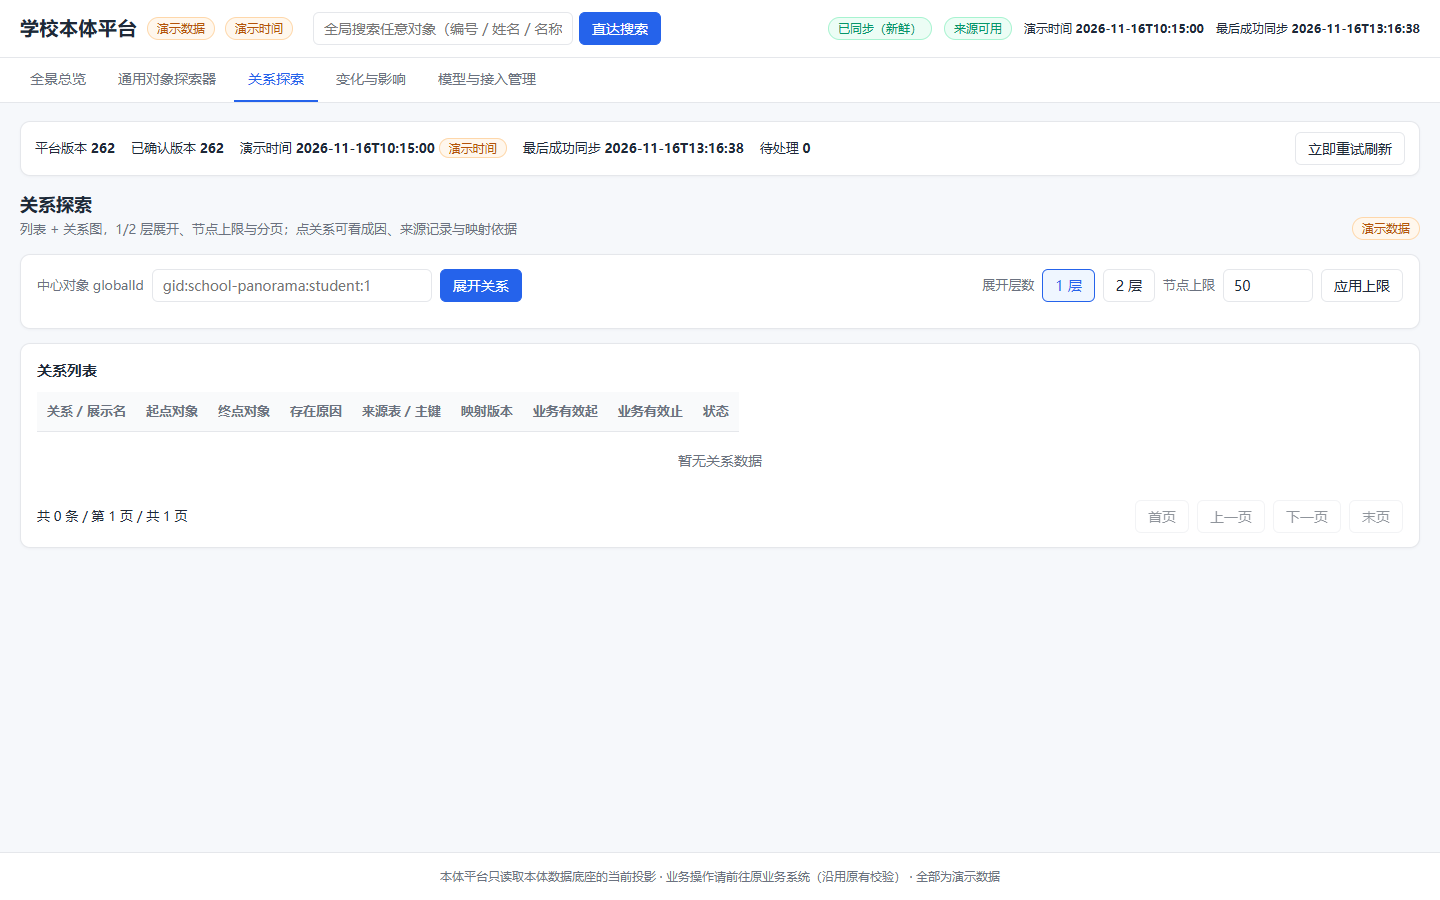 学校本体平台 演示数据 演示时间 全局搜索任意对象（编号 / 姓名 / 名称 直达搜索 已同步（新鲜） 来源可用 演示时间 2026-11-16T10:15:00 最后成功同步 2026-11-16T13:16:38
全景总览 通用对象探索器 关系探索 变化与影响 模型与接入管理
平台版本 262 已确认版本 262 演示时间 2026-11-16T10:15:00 演示时间 最后成功同步 2026-11-16T13:16:38 待处理 0 立即重试刷新
关系探索
列表 + 关系图，1/2 层展开、节点上限与分页；点关系可看成因、来源记录与映射依据 演示数据
中心对象 globalId gid:school-panorama:student:1 展开关系 展开层数 1 层 2 层 节点上限 50 应用上限
关系列表
关系 / 展示名 起点对象 终点对象 存在原因 来源表 / 主键 映射版本 业务有效起 业务有效止 状态
暂无关系数据
共 0 条 / 第 1 页 / 共 1 页 首页 上一页 下一页 末页
本体平台只读取本体数据底座的当前投影 · 业务操作请前往原业务系统（沿用原有校验） · 全部为演示数据